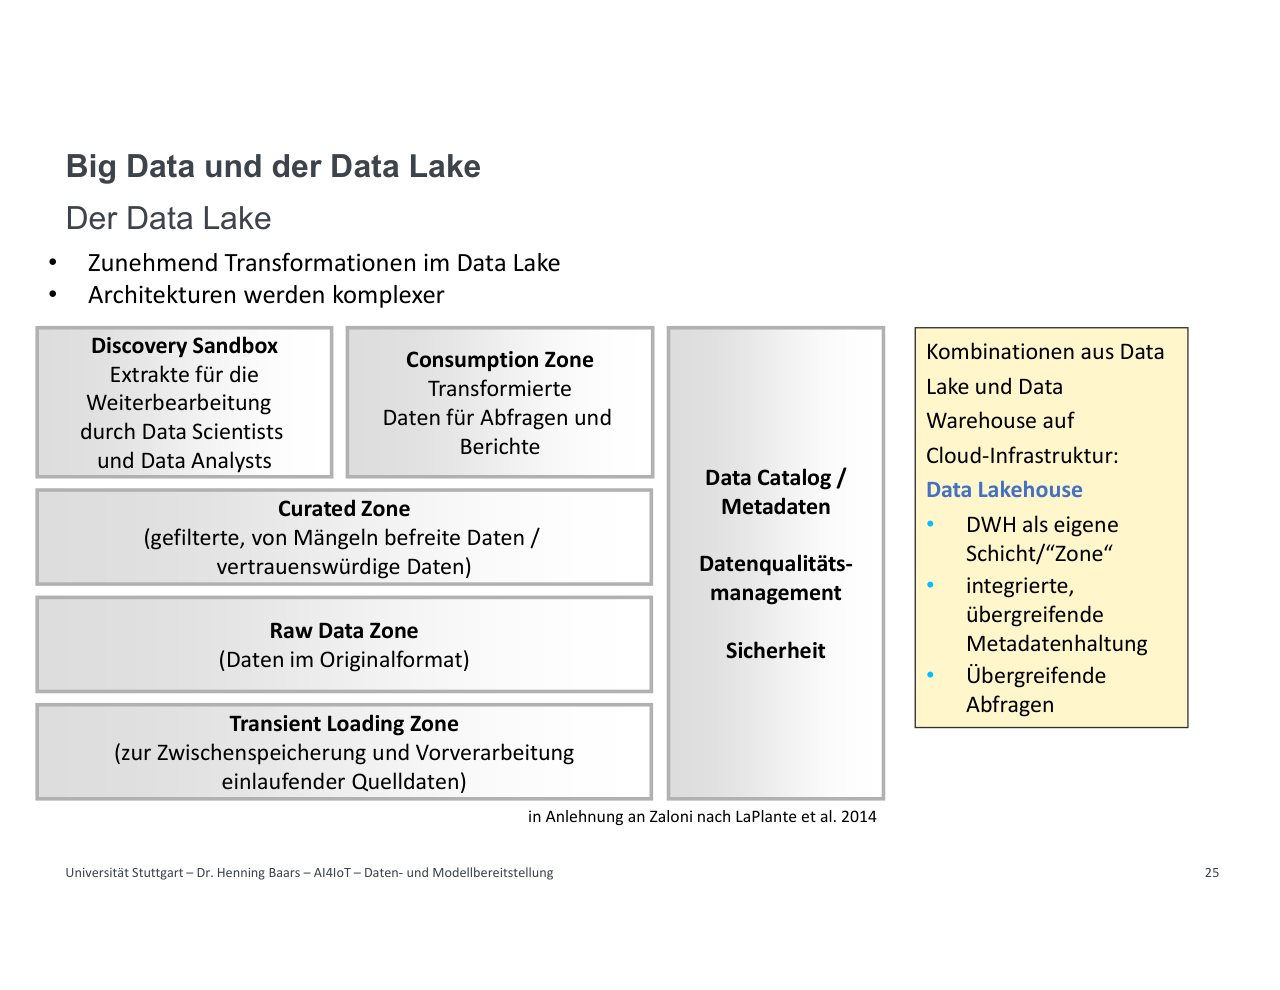 Big Data und der Data Lake
Der Data Lake
• Zunehmend Transformationen im Data Lake
• Architekturen werden komplexer
Discovery Sandbox
Extrakte für die
Weiterbearbeitung
durch Data Scientists
und Data Analysts
Consumption Zone
Transformierte
Daten für Abfragen und
Berichte
Curated Zone
(gefilterte, von Mängeln befreite Daten /
vertrauenswürdige Daten)
Raw Data Zone
(Daten im Originalformat)
Transient Loading Zone
(zur Zwischenspeicherung und Vorverarbeitung
einlaufender Quelldaten)
Data Catalog /
Metadaten
Datenqualitäts-
management
Sicherheit
Kombinationen aus Data
Lake und Data
Warehouse auf
Cloud-Infrastruktur:
Data Lakehouse
• DWH als eigene
Schicht/“Zone“
• integrierte,
übergreifende
Metadatenhaltung
• Übergreifende
Abfragen
in Anlehnung an Zaloni nach LaPlante et al. 2014
Universität Stuttgart – Dr. Henning Baars – AI4IoT – Daten- und Modellbereitstellung
25